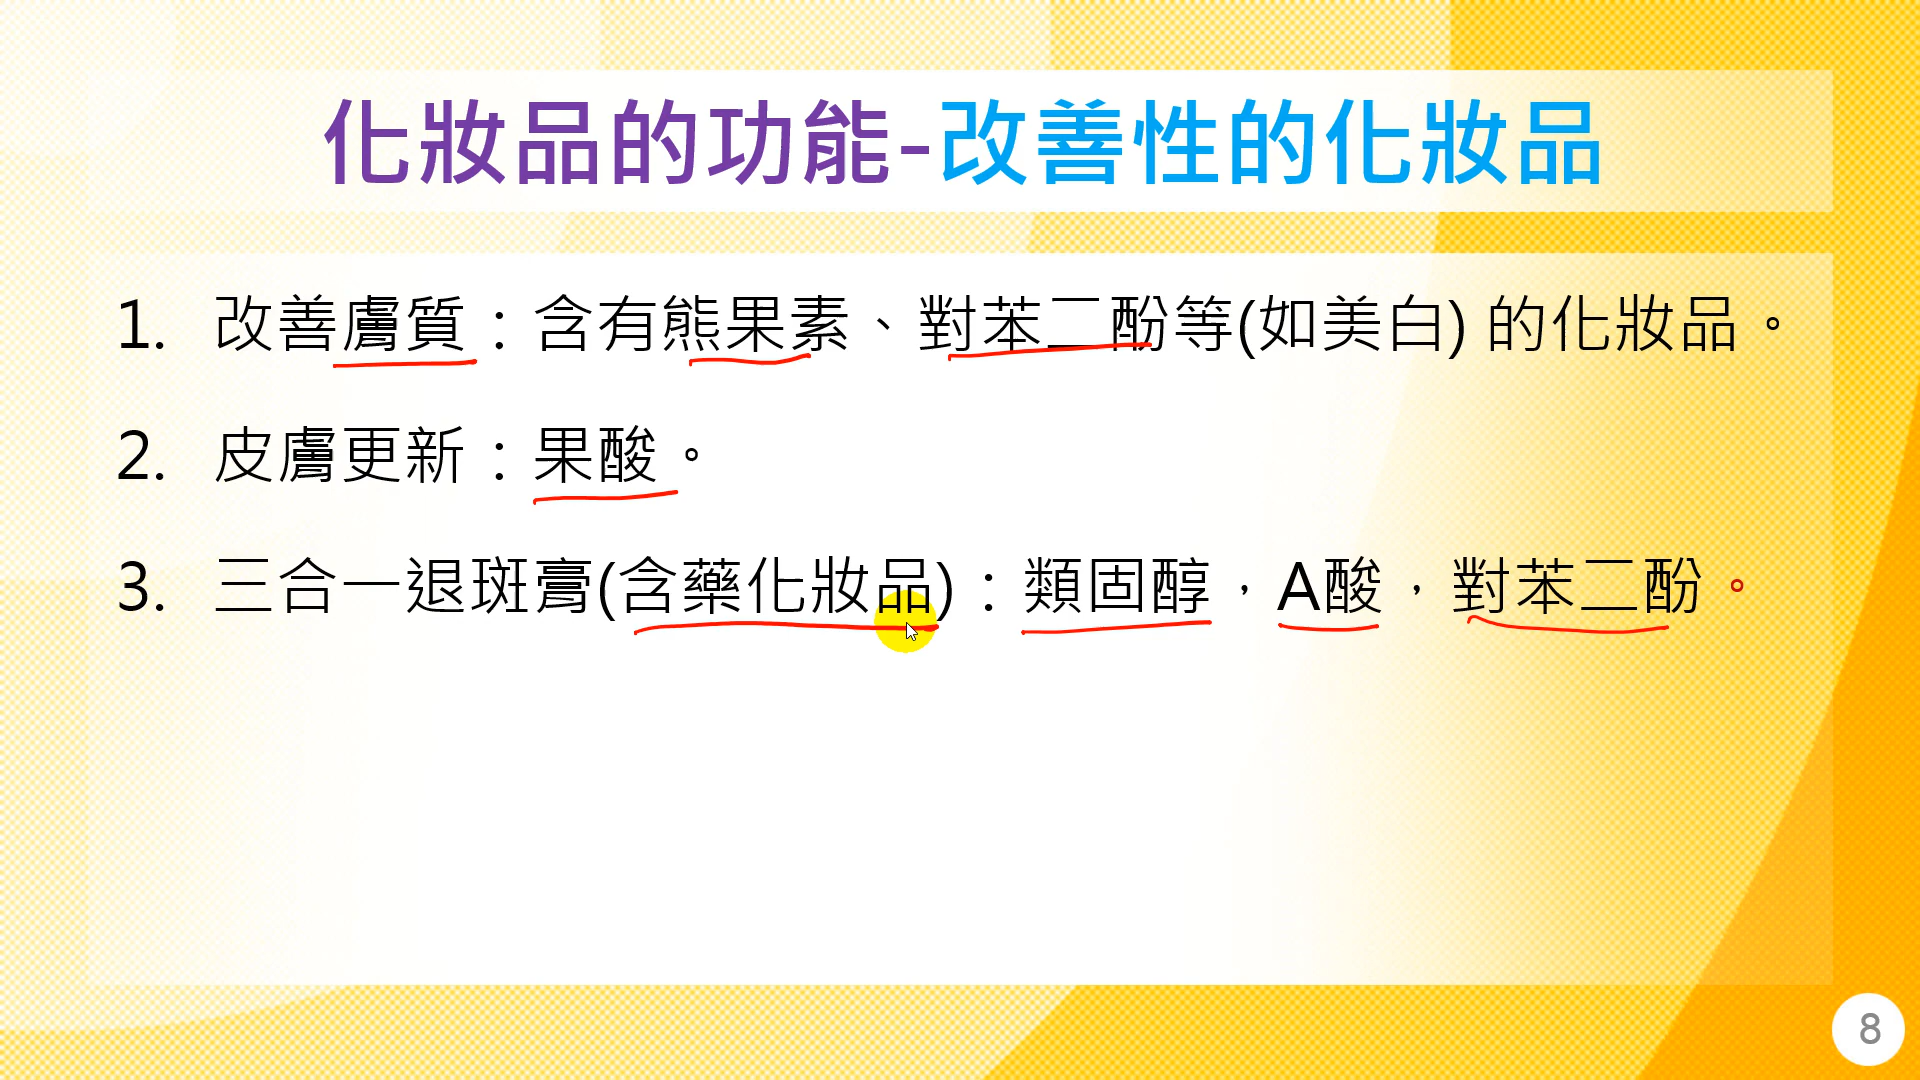 化妝品的功能-改善性的化妝品
1. 改善膚質：含有熊果素、對苯二酚等(如美白) 的化妝品。
2. 皮膚更新：果酸。
3. 三合一退斑膏(含藥化妝品)：類固醇，A酸，對苯二酚。
8